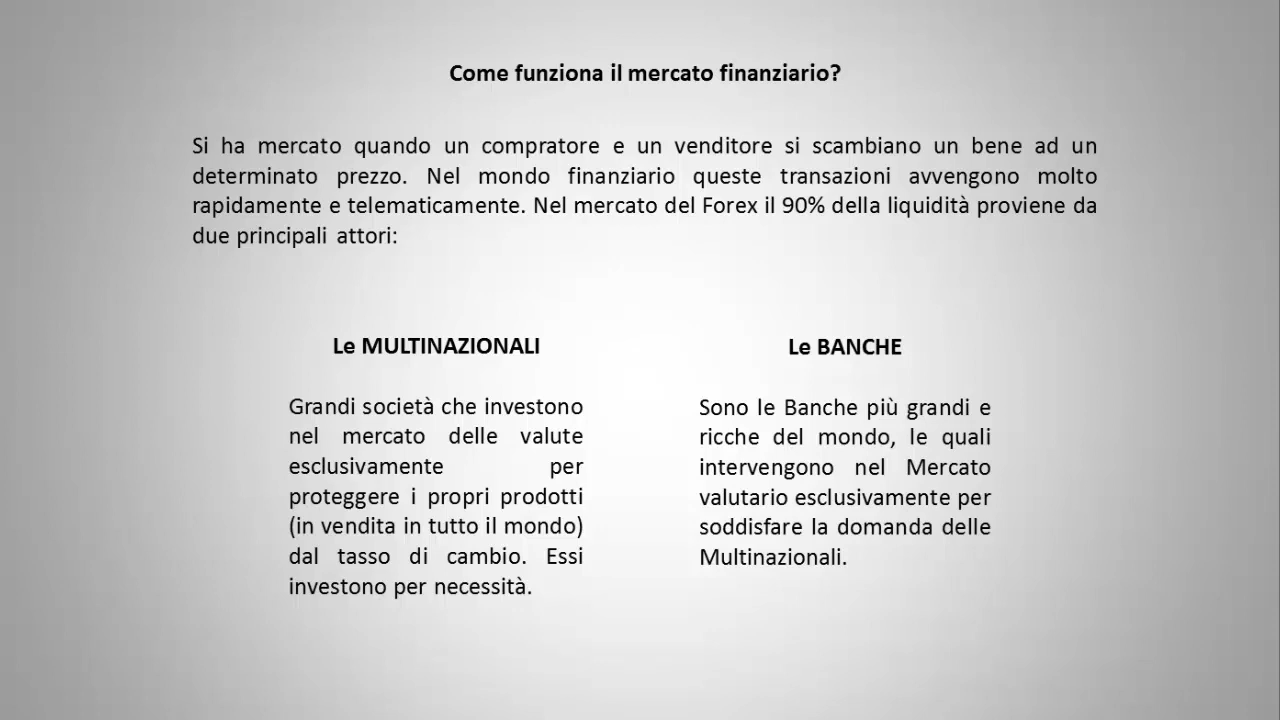 Come funziona il mercato finanziario?
Si ha mercato quando un compratore e un venditore si scambiano un bene ad un
determinato prezzo. Nel mondo finanziario queste transazioni avvengono molto
rapidamente e telematicamente. Nel mercato del Forex il 90% della liquidità proviene da
due principali attori:
Le MULTINAZIONALI
Grandi società che investono
nel mercato delle valute
esclusivamente per
proteggere i propri prodotti
(in vendita in tutto il mondo)
dal tasso di cambio. Essi
investono per necessità.
Le BANCHE
Sono le Banche più grandi e
ricche del mondo, le quali
intervengono nel Mercato
valutario esclusivamente per
soddisfare la domanda delle
Multinazionali.